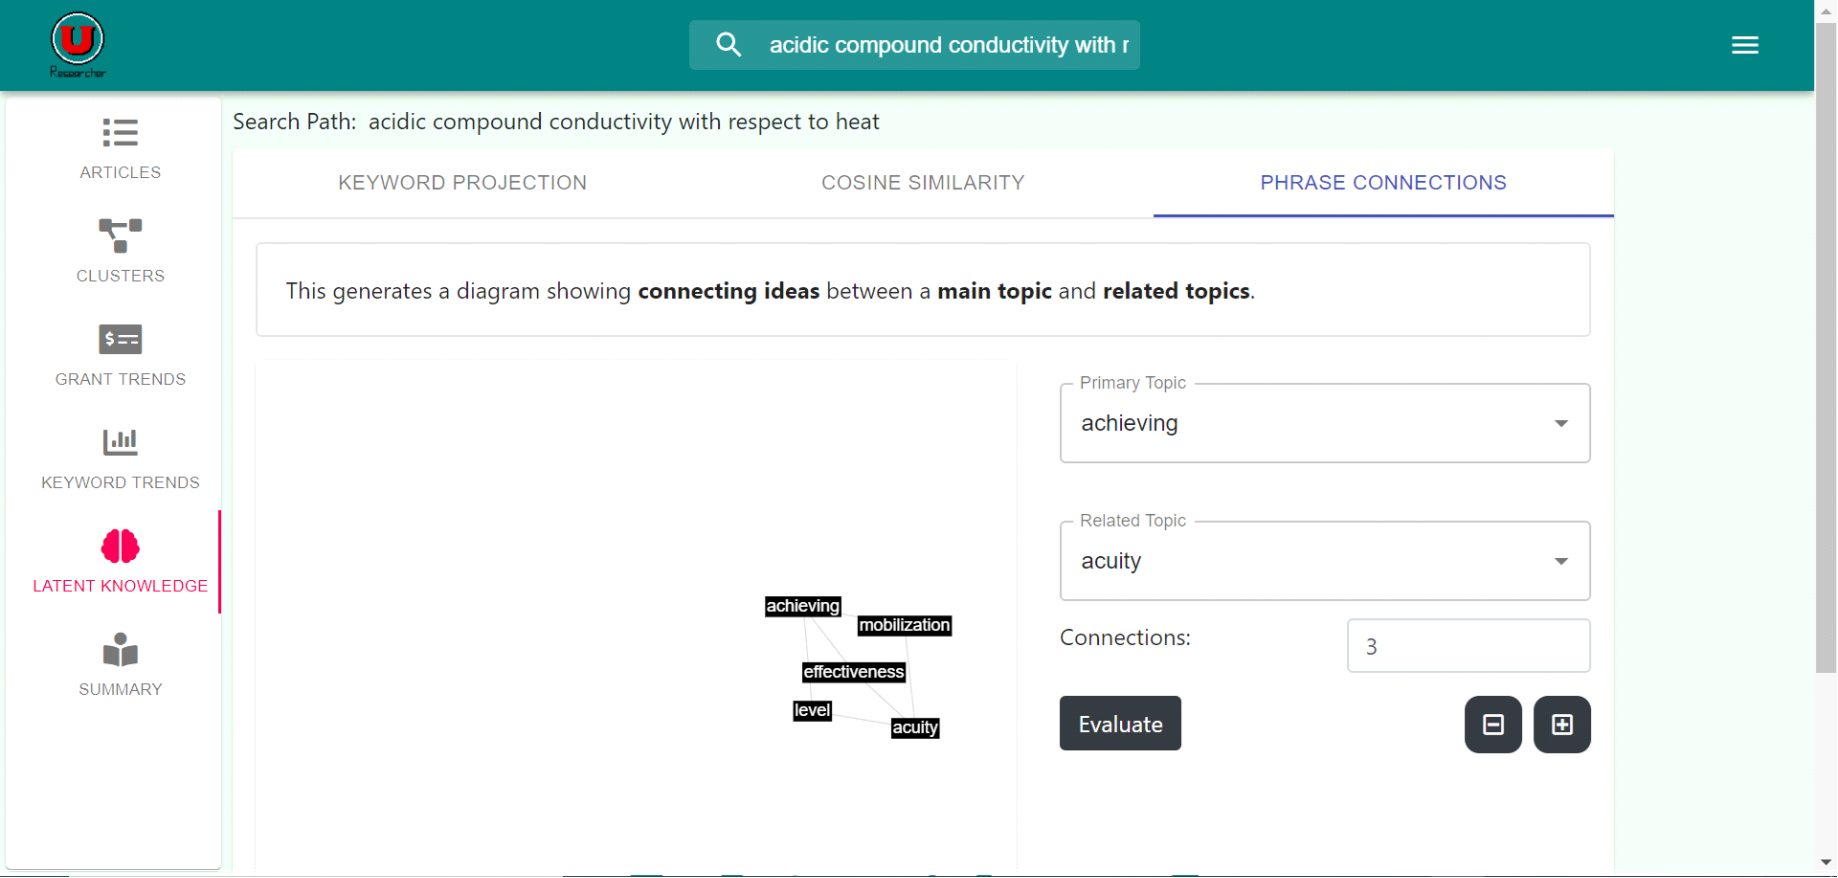 U
Researcher
acidic compound conductivity with r
ARTICLES
CLUSTERS
GRANT TRENDS
KEYWORD TRENDS
LATENT KNOWLEDGE
SUMMARY
Search Path: acidic compound conductivity with respect to heat
KEYWORD PROJECTION
COSINE SIMILARITY
PHRASE CONNECTIONS
This generates a diagram showing connecting ideas between a main topic and related topics.
achieving
mobilization
effectiveness
level
acuity
Primary Topic
achieving
Related Topic
acuity
Connections:
3
Evaluate